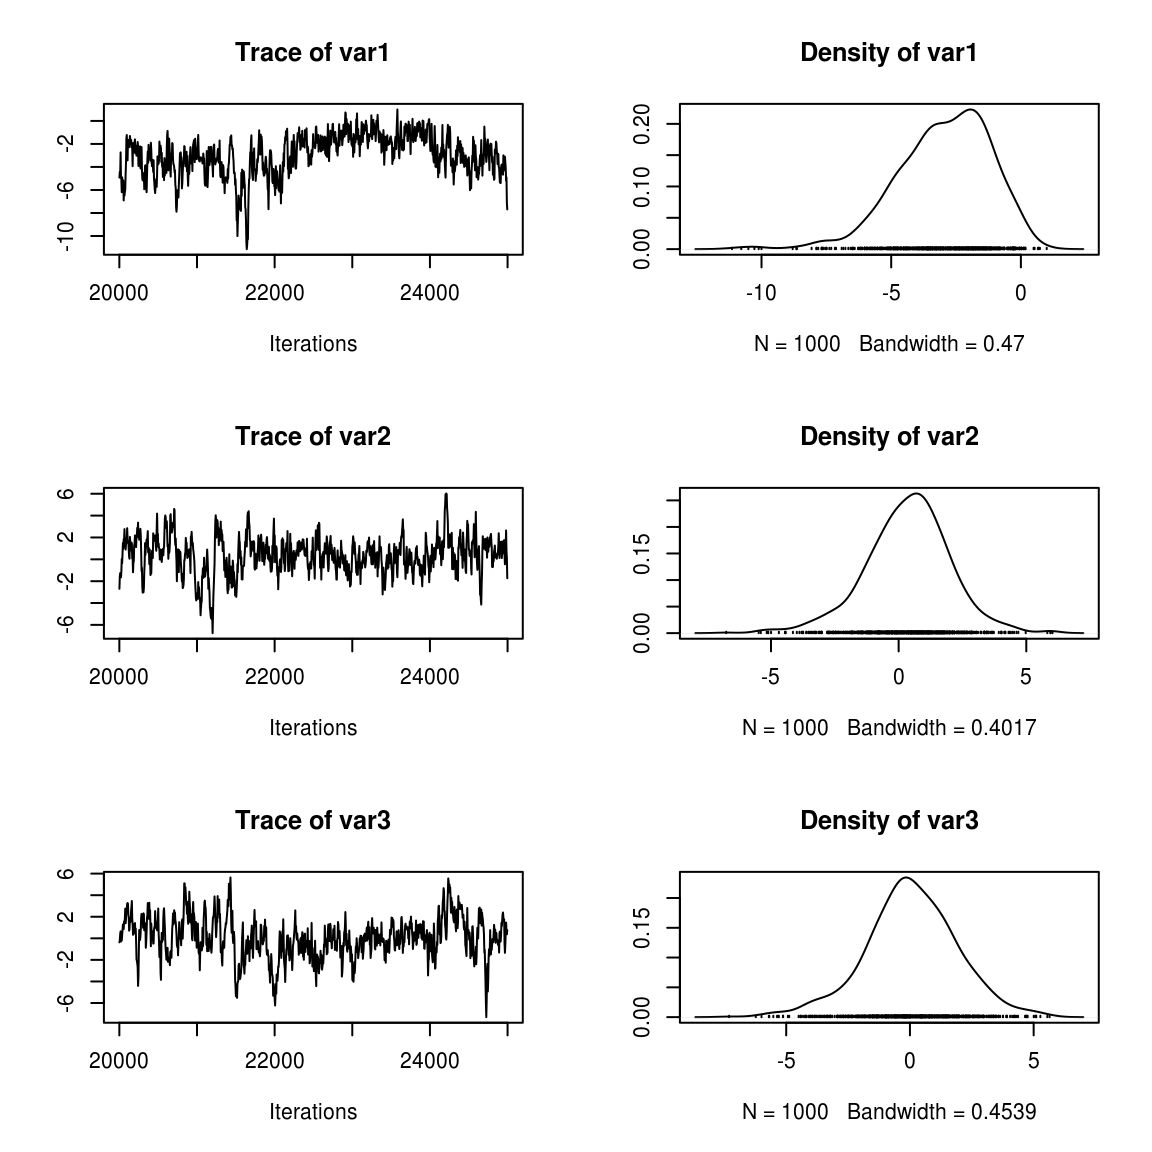 Trace of var1
-2
-6
-10
20000 22000 24000
Iterations
Density of var1
0.20
0.10
0.00
-10 -5 0
N = 1000 Bandwidth = 0.47
Trace of var2
6
2
-2
-6
20000 22000 24000
Iterations
Density of var2
0.15
0.00
-5 0 5
N = 1000 Bandwidth = 0.4017
Trace of var3
6
2
-2
-6
20000 22000 24000
Iterations
Density of var3
0.15
0.00
-5 0 5
N = 1000 Bandwidth = 0.4539